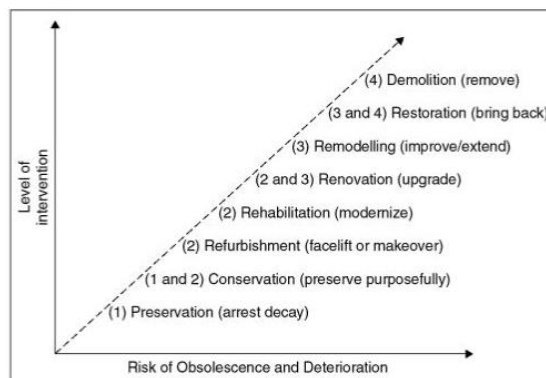 (4) Demolition (remove)
(3 and 4) Restoration (bring back)
(3) Remodelling (improve/extend)
(2 and 3) Renovation (upgrade)
(2) Rehabilitation (modernize)
(2) Refurbishment (facelift or makeover)
(1 and 2) Conservation (preserve purposefully)
(1) Preservation (arrest decay)
Level of
intervention
Risk of Obsolescence and Deterioration